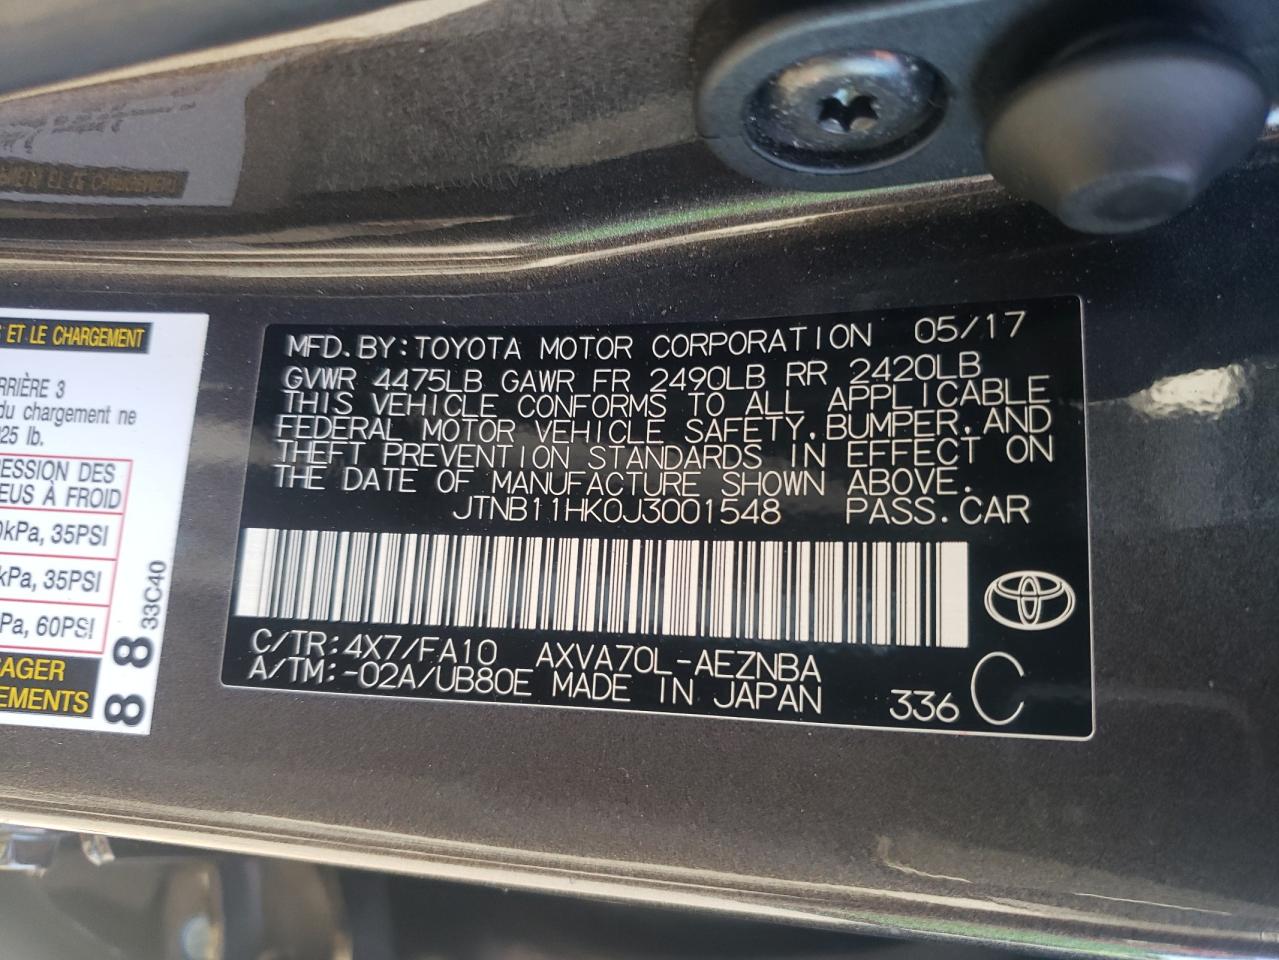 S ET LE CHARGEMENT
RRIÈRE 3
du chargement ne
25 lb.
RESSION DES
EUS À FROID
kPa, 35PSI
kPa, 35PSI
Pa, 60PSI
SAGER
EMENTS
88
33C40
MFD.BY:TOYOTA MOTOR CORPORATION 05/17
GVWR 4475LB GAWR FR 2490LB RR 2420LB
THIS VEHICLE CONFORMS TO ALL APPLICABLE
FEDERAL MOTOR VEHICLE SAFETY,BUMPER,AND
THEFT PREVENTION STANDARDS IN EFFECT ON
THE DATE OF MANUFACTURE SHOWN ABOVE.
JTNB11HK0J3001548 PASS.CAR
C/TR:4X7/FA10 AXVA70L-AEZNBA
A/TM:-02A/UB80E MADE IN JAPAN 336 C